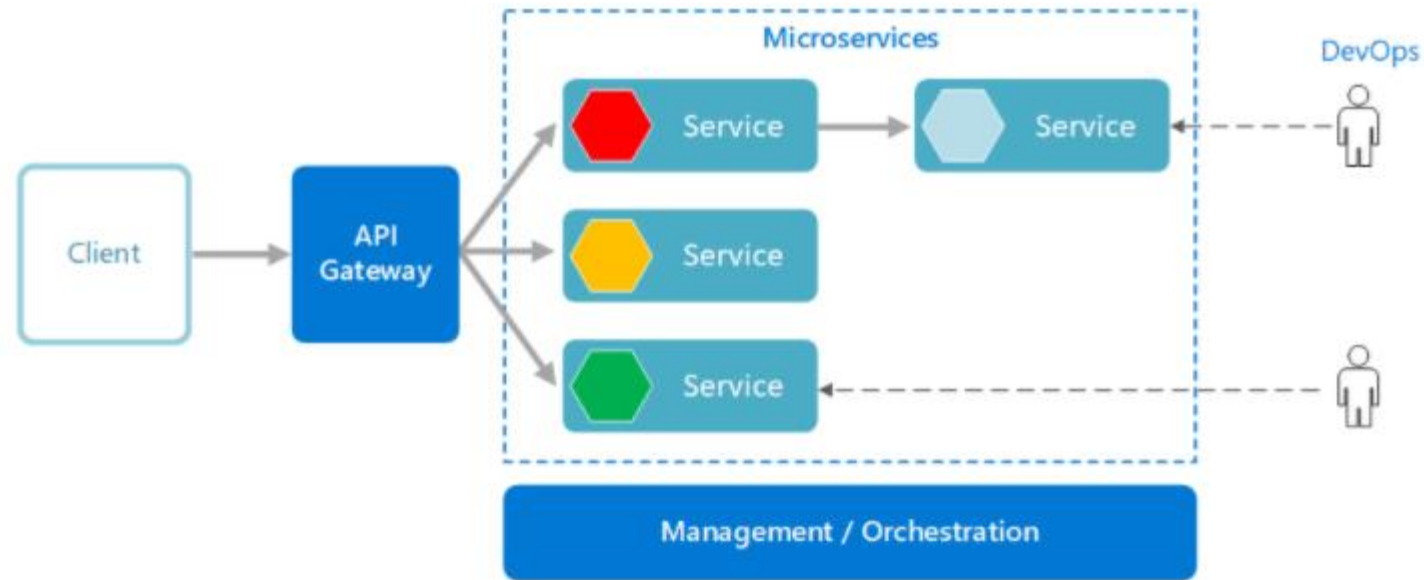 Microservices
DevOps
Service
Service
Client
API
Gateway
Service
Service
Management / Orchestration